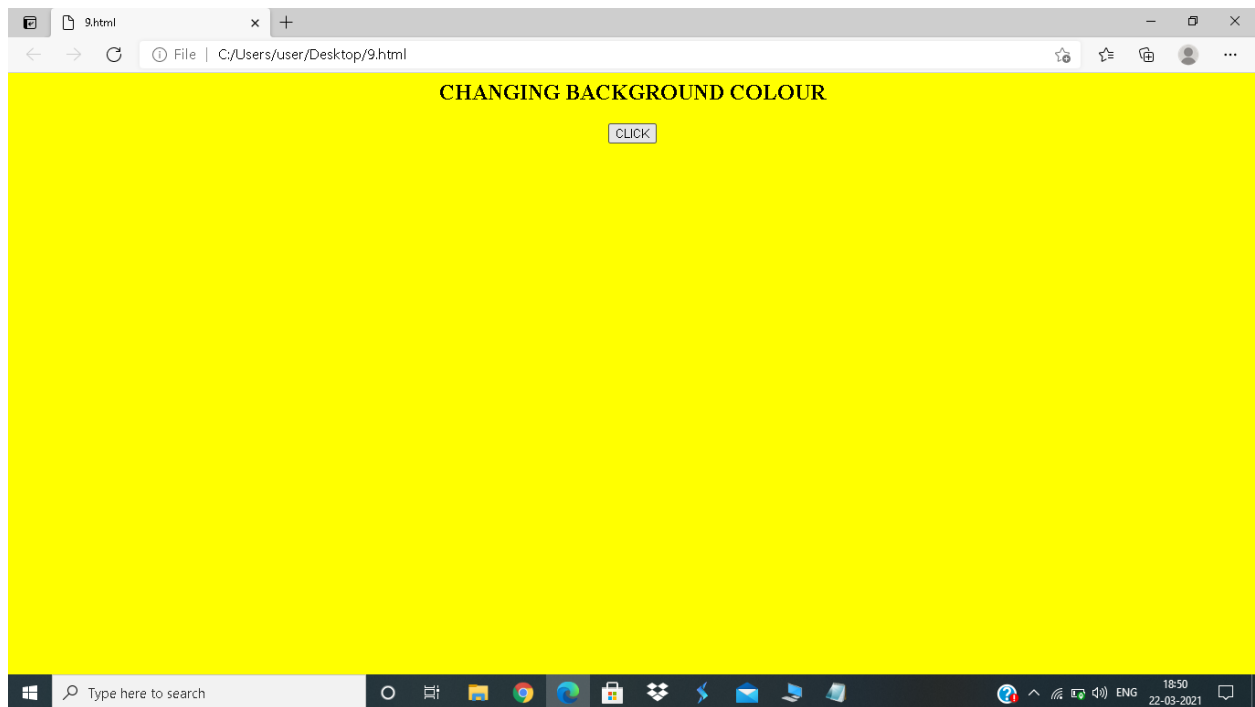 9.html
File | C:/Users/user/Desktop/9.html
CHANGING BACKGROUND COLOUR
CLICK
Type here to search
ENG
18:50
22-03-2021